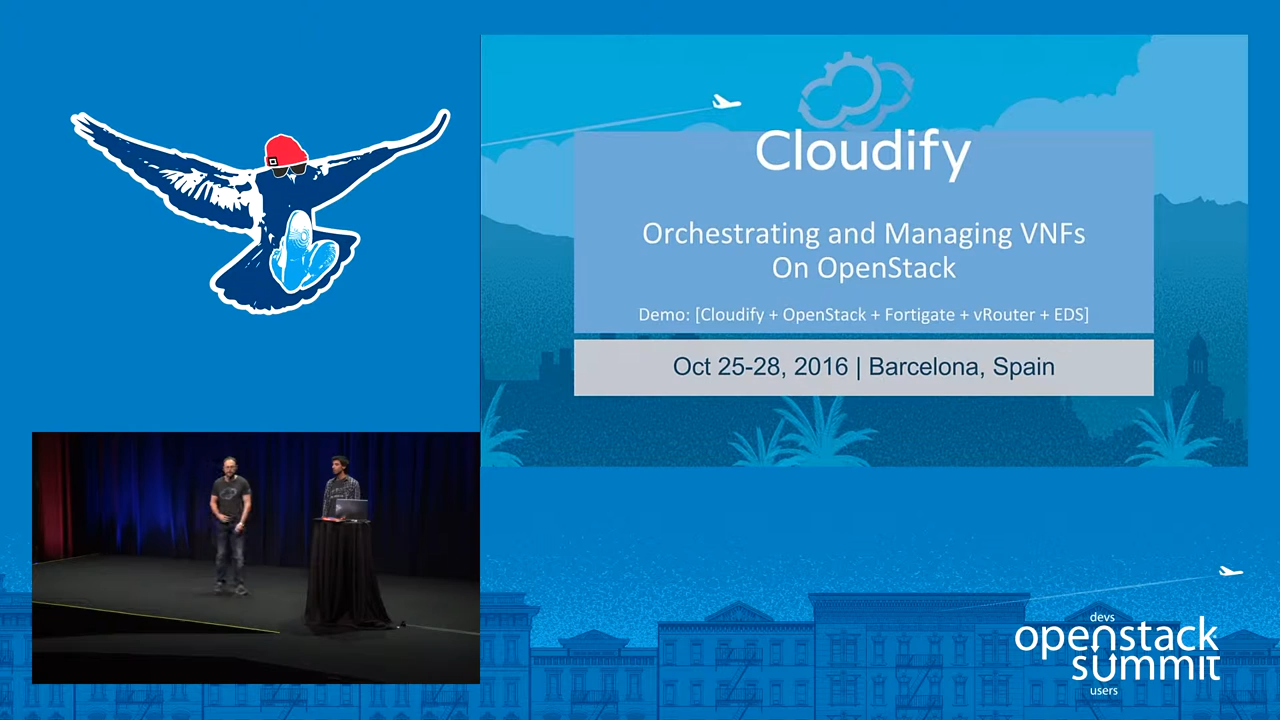 Cloudify
Orchestrating and Managing VNFs
On OpenStack
Demo: [Cloudify + OpenStack + Fortigate + vRouter + EDS]
Oct 25-28, 2016 | Barcelona, Spain
devs
openstack
summit
users